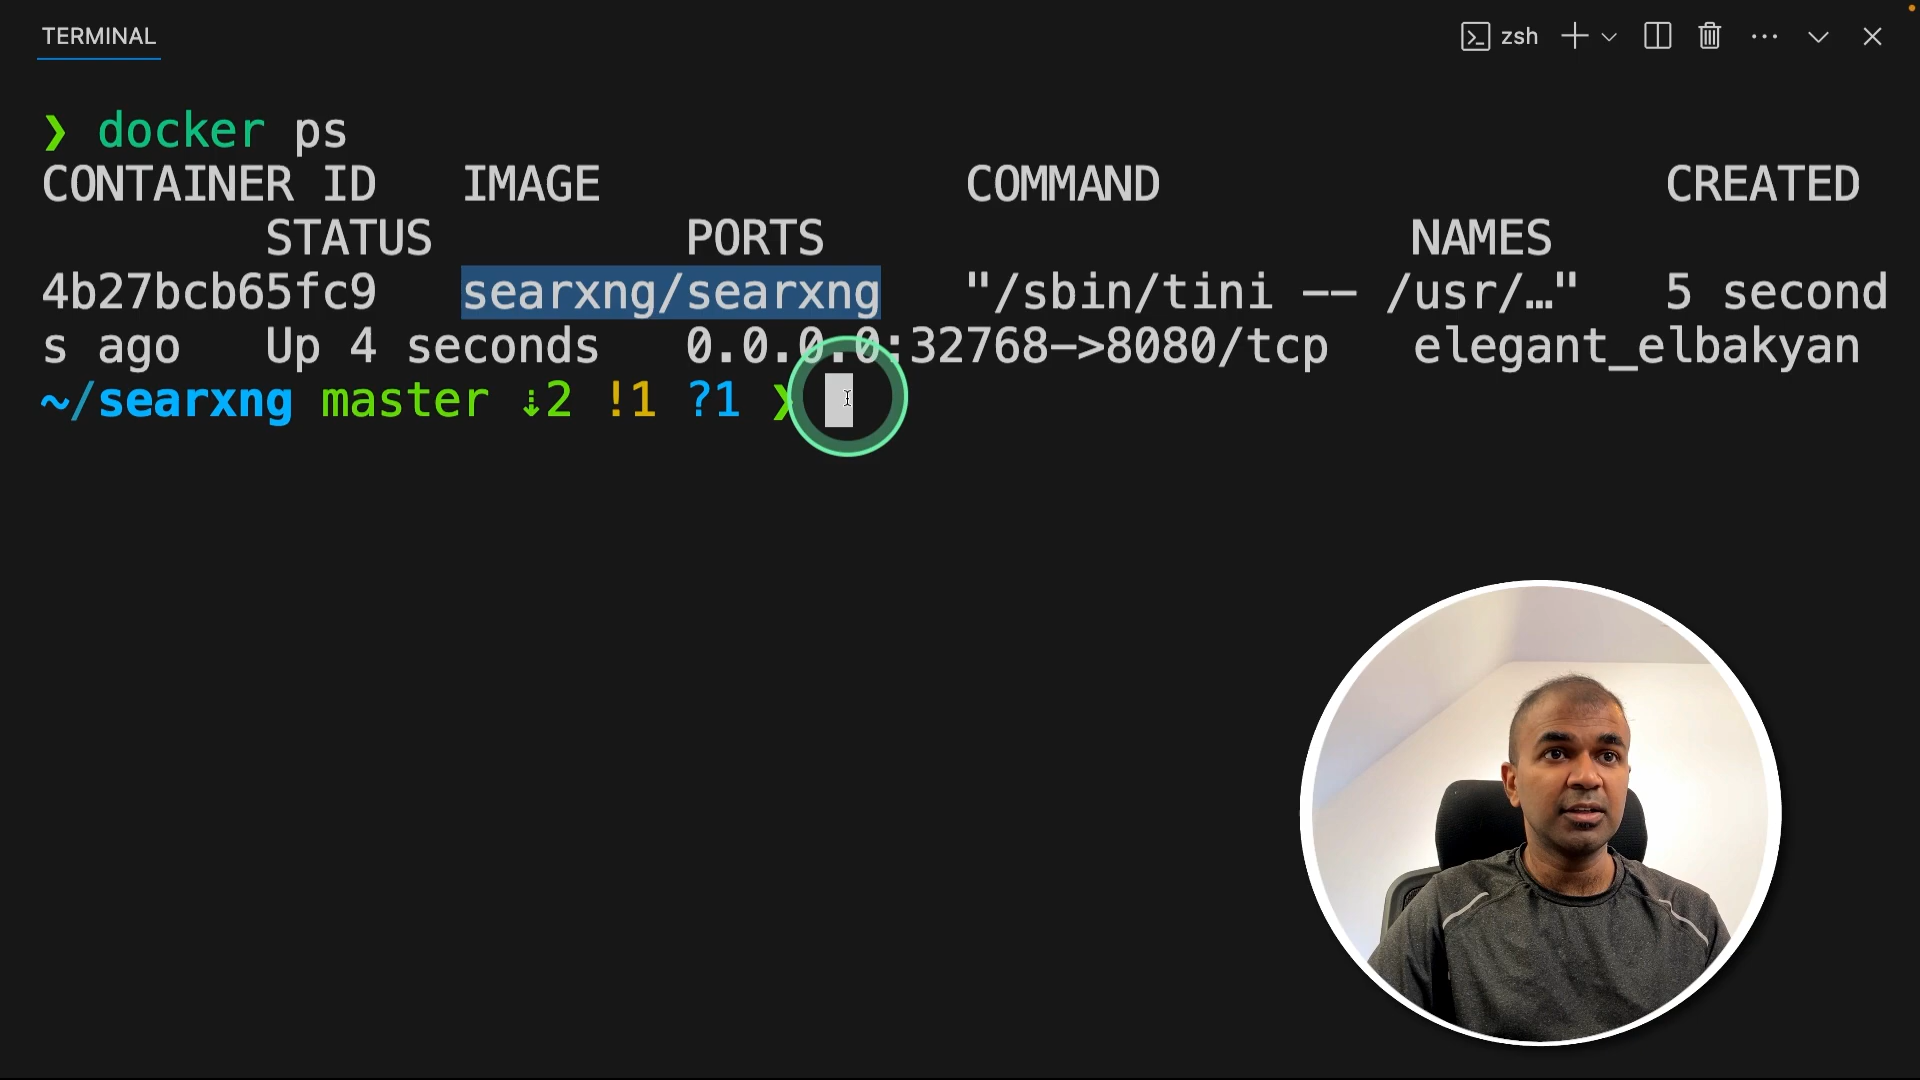 TERMINAL
zsh
❯ docker ps
CONTAINER ID   IMAGE             COMMAND                  CREATED
        STATUS         PORTS                     NAMES
4b27bcb65fc9   searxng/searxng   "/sbin/tini -- /usr/…"   5 second
s ago   Up 4 seconds   0.0.0.0:32768->8080/tcp   elegant_elbakyan
~/searxng master ⇣2 !1 ?1 ❯